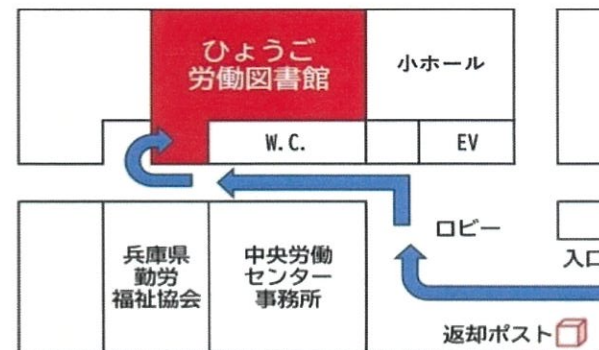 ひょうご
労働図書館
小ホール
W.C.
EV
ロビー
兵庫県
勤労
福祉協会
中央労働
センター
事務所
入口
返却ポスト